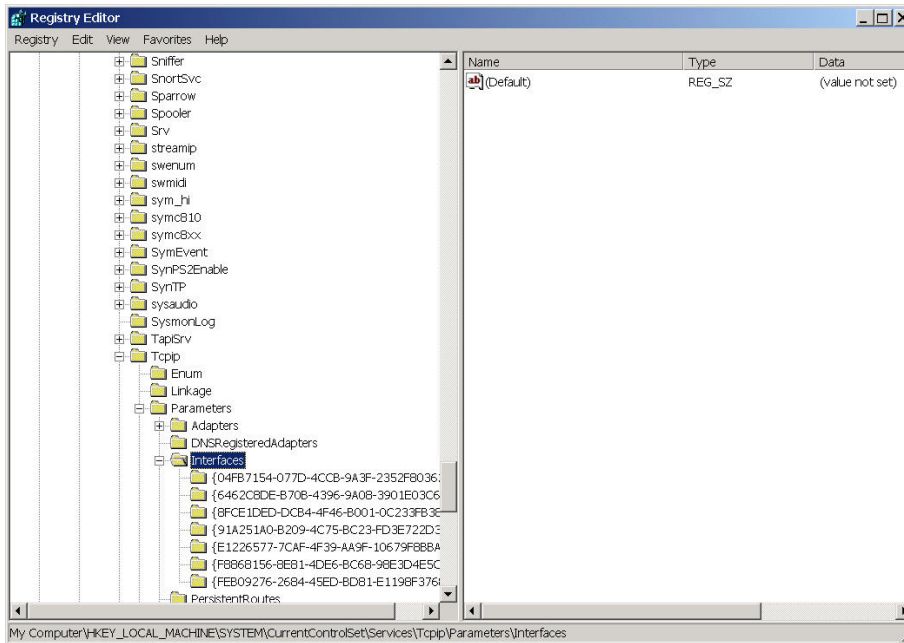 Registry Editor
Registry Edit View Favorites Help
Name Type Data
(Default) REG_SZ (value not set)
Sniffer
SnortSvc
Sparrow
Spooler
Srv
streamip
swenum
swmidi
sym_hi
symc810
symc8xx
SymEvent
SynPS2Enable
SynTP
sysaudio
SysmonLog
TapiSrv
Tcpip
Enum
Linkage
Parameters
Adapters
DNSRegisteredAdapters
Interfaces
{04FB7154-077D-4CCB-9A3F-2352F8036
{6462C8DE-B70B-4396-9A08-3901E03C6
{8FCE1DED-DCB4-4F46-B001-0C233FB3E
{91A251A0-B209-4C75-BC23-FD3E722D3
{E1226577-7CAF-4F39-AA9F-10679F8BBA
{F8868156-8E81-4DE6-BC68-98E3D4E5C
{FEB09276-2684-45ED-BD81-E1198F376
PersistentRoutes
My Computer\HKEY_LOCAL_MACHINE\SYSTEM\CurrentControlSet\Services\Tcpip\Parameters\Interfaces